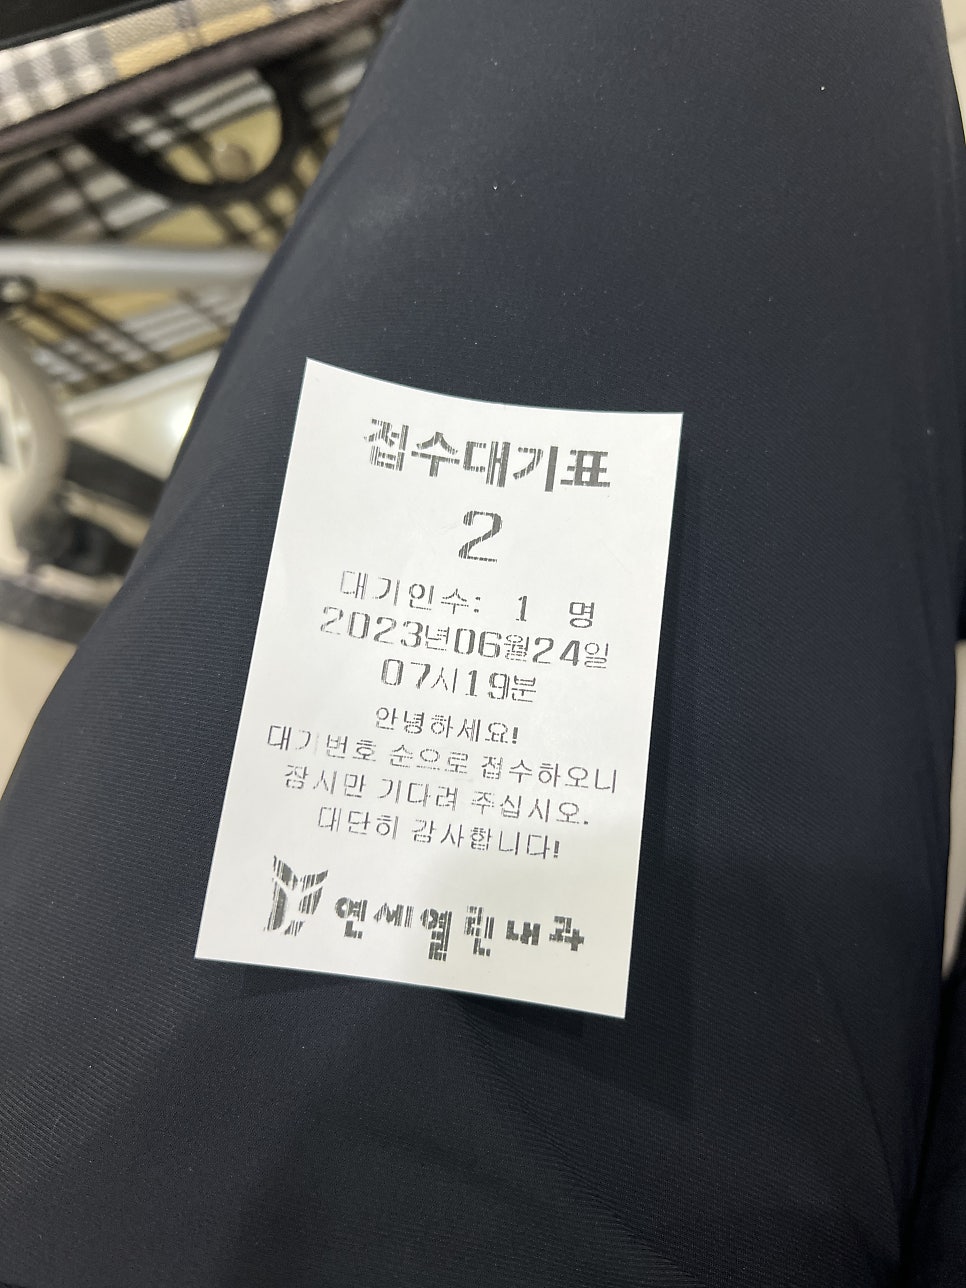 접수대기표
2
대기인수: 1 명
2023년06월24일
07시19분
안녕하세요!
대기번호 순으로 접수하오니
잠시만 기다려 주십시오.
대단히 감사합니다!
연세열린내과